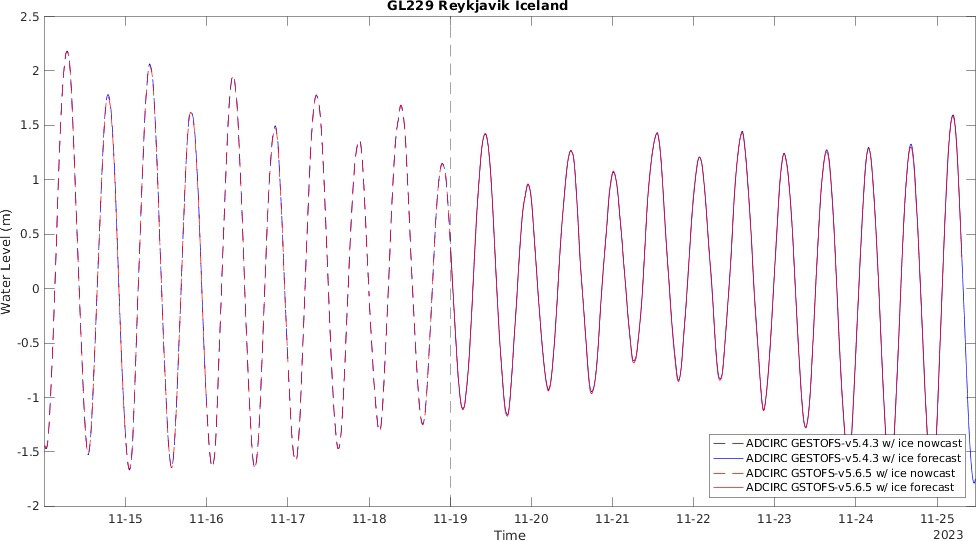 GL229 Reykjavik Iceland
2.5
2
1.5
1
0.5
0
-0.5
-1
-1.5
-2
Water Level (m)
ADCIRC GESTOFS-v5.4.3 w/ ice nowcast
ADCIRC GESTOFS-v5.4.3 w/ ice forecast
ADCIRC GESTOFS-v5.6.5 w/ ice nowcast
ADCIRC GESTOFS-v5.6.5 w/ ice forecast
11-15 11-16 11-17 11-18 11-19 11-20 11-21 11-22 11-23 11-24 11-25
Time
2023